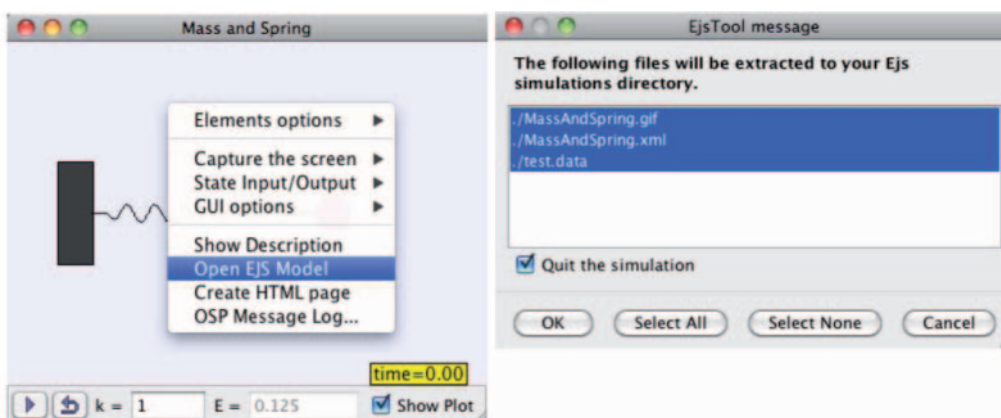 Mass and Spring
Elements options
Capture the screen
State Input/Output
GUI options
Show Description
Open EJS Model
Create HTML page
OSP Message Log...
time=0.00
k = 1 E = 0.125 Show Plot
EjsTool message
The following files will be extracted to your Ejs
simulations directory.
./MassAndSpring.gif
./MassAndSpring.xml
./test.data
Quit the simulation
OK Select All Select None Cancel